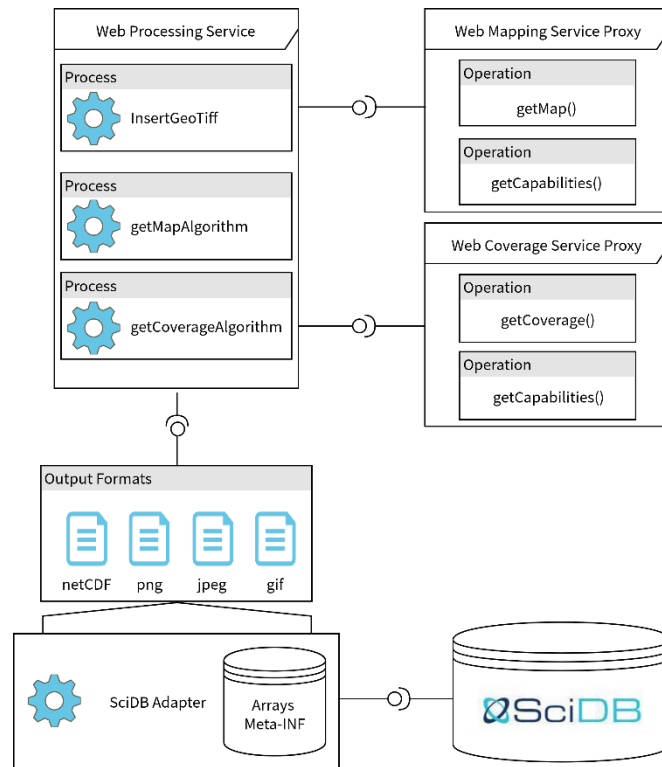 Web Processing Service
Process
InsertGeoTiff
Process
getMapAlgorithm
Process
getCoverageAlgorithm
Web Mapping Service Proxy
Operation
getMap()
Operation
getCapabilities()
Web Coverage Service Proxy
Operation
getCoverage()
Operation
getCapabilities()
Output Formats
netCDF png jpeg gif
SciDB Adapter
Arrays
Meta-INF
SciDB